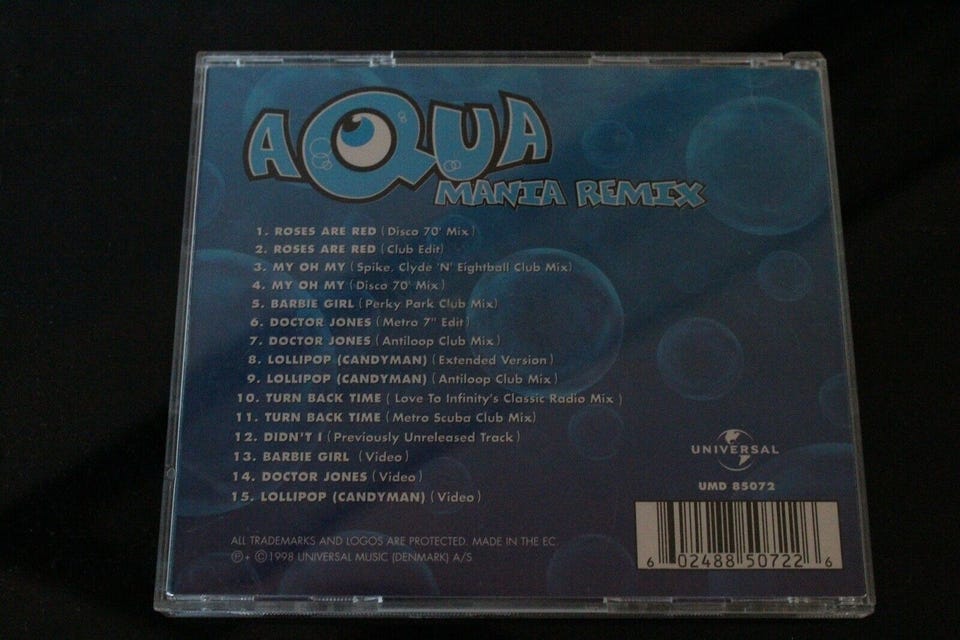 AQUA
MANIA REMIX
1. ROSES ARE RED (Disco 70' Mix)
2. ROSES ARE RED (Club Edit)
3. MY OH MY (Spike, Clyde 'N' Eightball Club Mix)
4. MY OH MY (Disco 70' Mix)
5. BARBIE GIRL (Perky Park Club Mix)
6. DOCTOR JONES (Metro 7" Edit)
7. DOCTOR JONES (Antiloop Club Mix)
8. LOLLIPOP (CANDYMAN) (Extended Version)
9. LOLLIPOP (CANDYMAN) (Antiloop Club Mix)
10. TURN BACK TIME ( Love To Infinity's Classic Radio Mix )
11. TURN BACK TIME (Metro Scuba Club Mix)
12. DIDN'T I (Previously Unreleased Track)
13. BARBIE GIRL (Video)
14. DOCTOR JONES (Video)
15. LOLLIPOP (CANDYMAN) (Video)
UNIVERSAL
UMD 85072
ALL TRADEMARKS AND LOGOS ARE PROTECTED. MADE IN THE EC.
℗+ ©1998 UNIVERSAL MUSIC (DENMARK) A/S
6 02488 50722 6